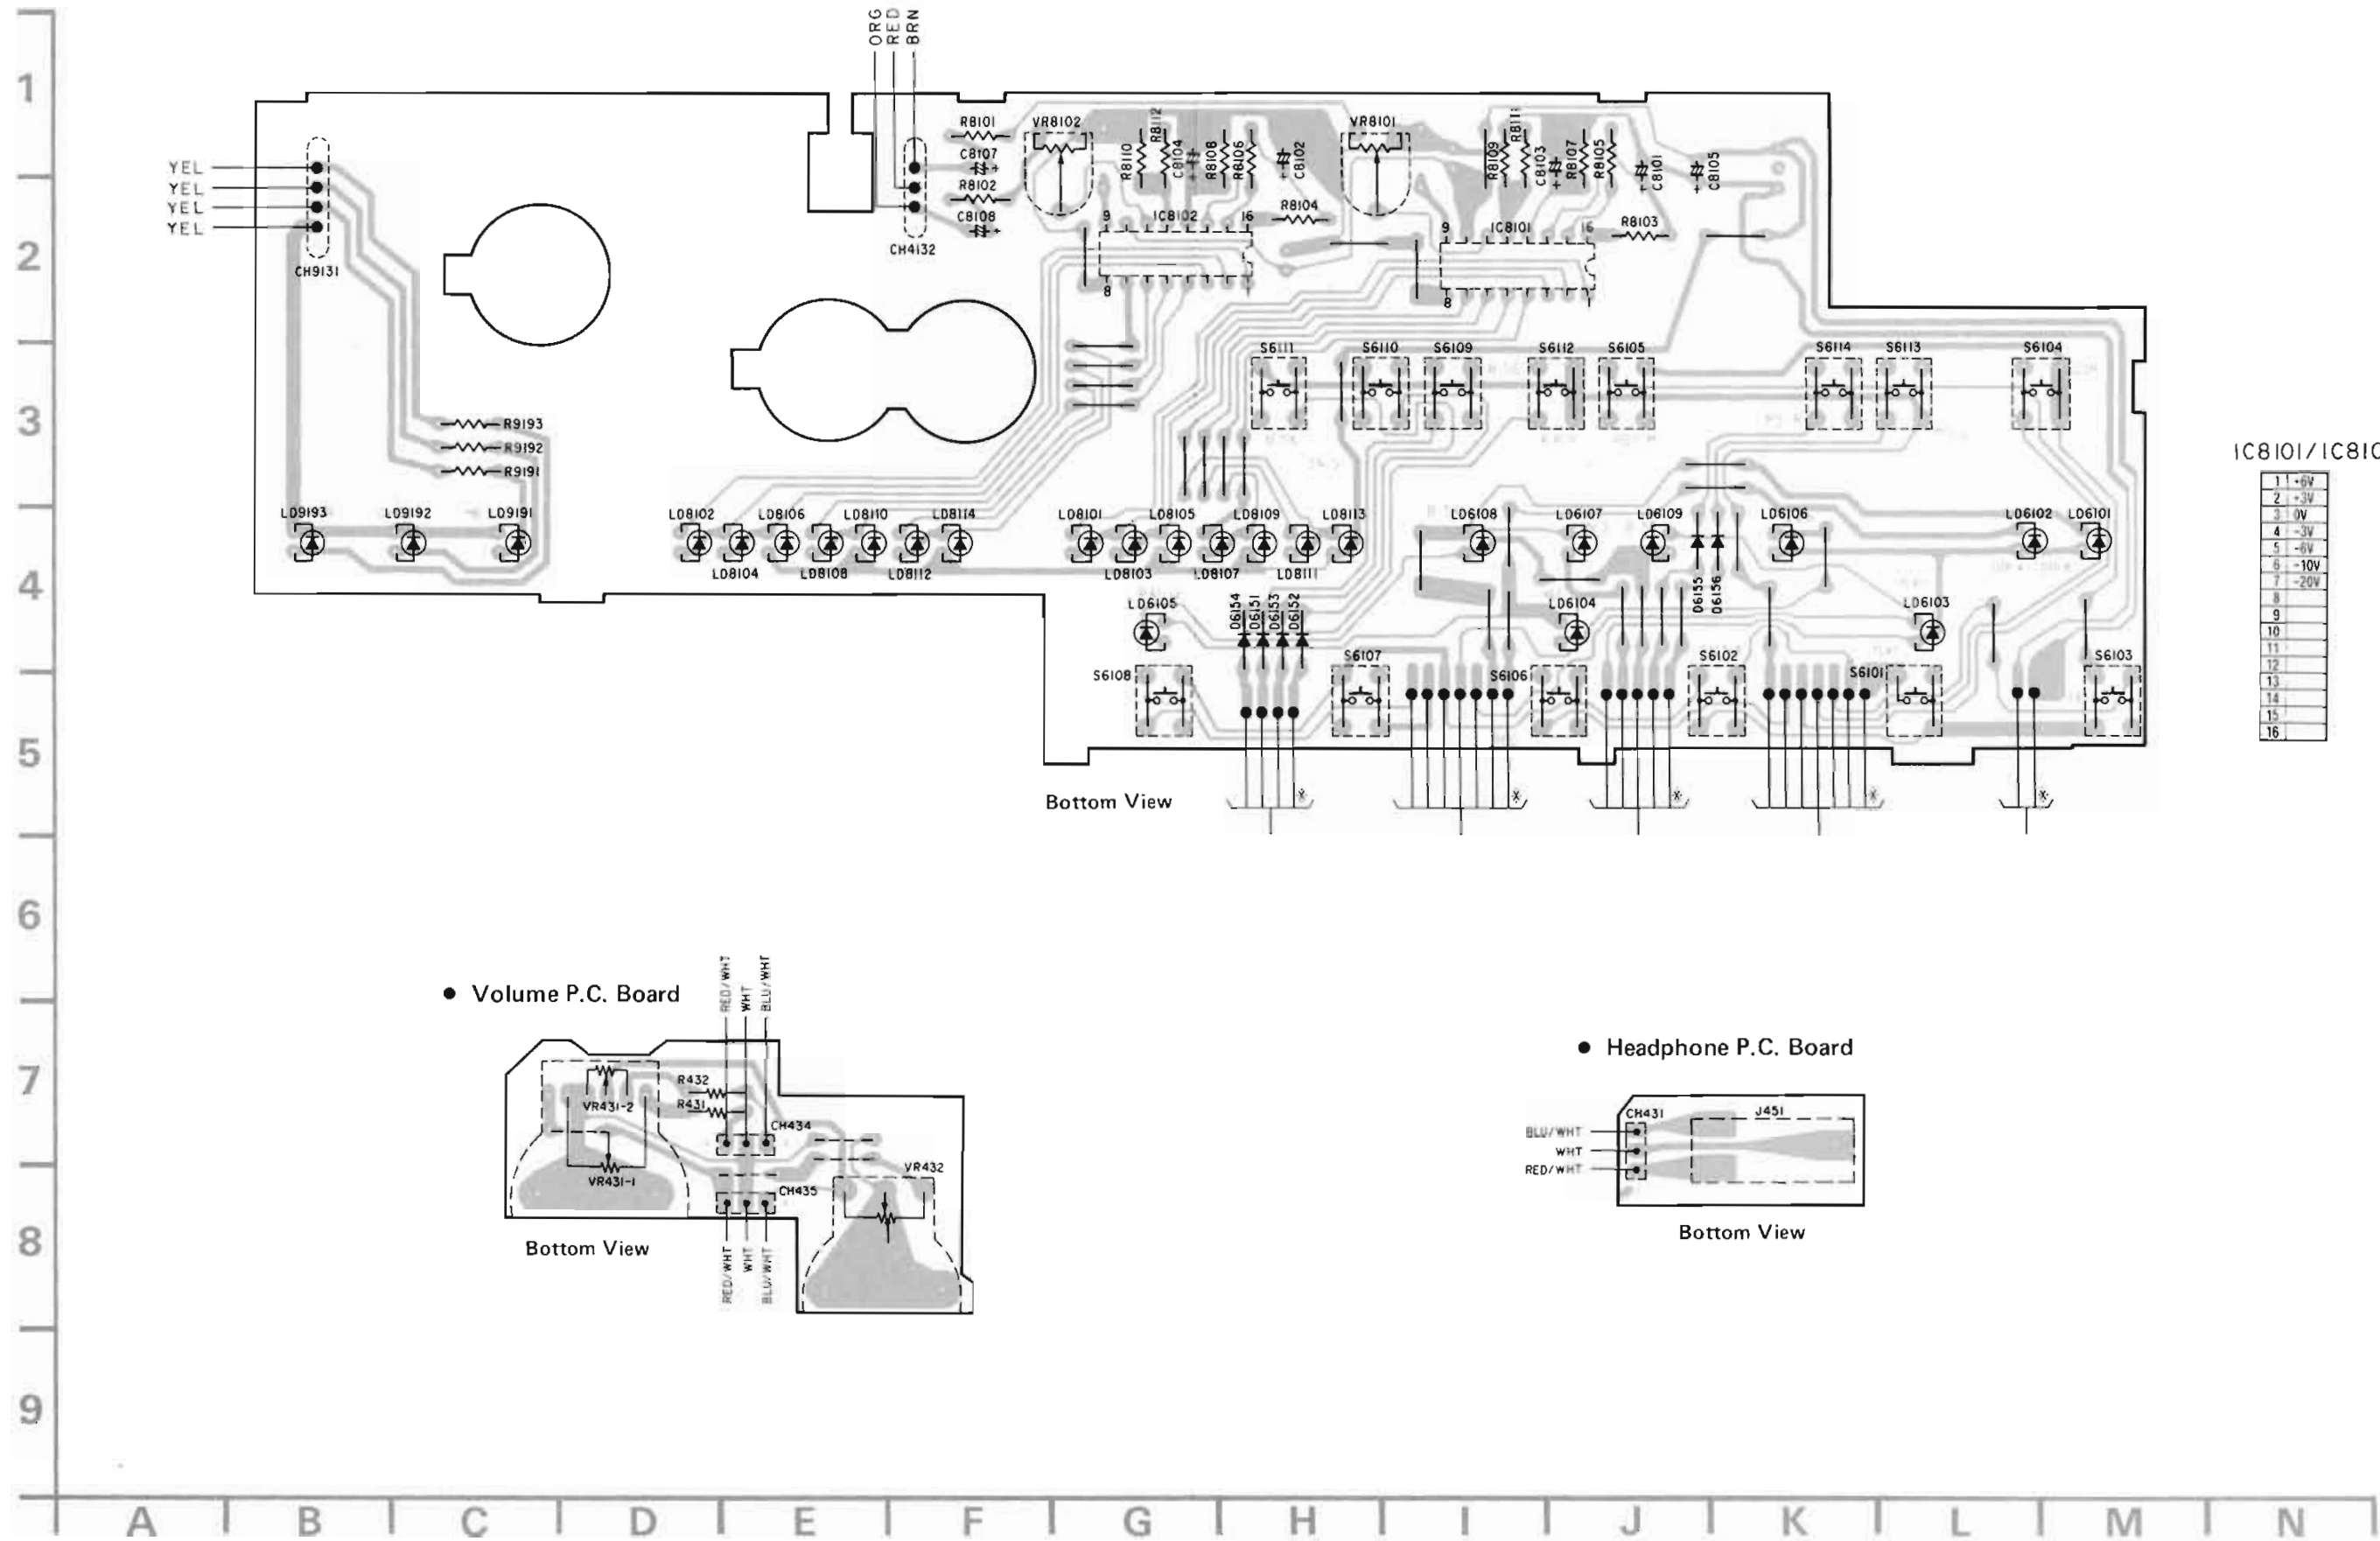 ORG
RED
BRN
1
R8101
VR8102
R8110
R8112
C8104
R8108
R8106
C8102
VR8101
R8109
R8111
C8103
R8107
R8105
C8101
C8105
YEL
YEL
YEL
YEL
C8107
+
R8102
C8108
+
9
IC8102
16
R8104
9
IC8101
16
R8103
2
CH9131
CH4132
8
8
1
S6111
S6110
S6109
S6112
S6105
S6114
S6113
S6104
3
R9193
R9192
R9191
IC8101/IC810
1 +6V
2 +3V
3 0V
4 -3V
5 -6V
6 -10V
7 -20V
8
9
10
11
12
13
14
15
16
LD9193
LD9192
LD9191
LD8102
LD8106
LD8110
LD8114
LD8101
LD8105
LD8109
LD8113
LD6108
LD6107
LD6109
LD6106
LD6102
LD6101
LD8104
LD8108
LD8112
LD8103
LD8107
LD8111
4
D6155
D6156
LD6105
D6154
D6151
D6153
D6152
LD6104
LD6103
S6108
S6107
S6106
S6102
S6101
S6103
5
Bottom View
*
*
*
*
*
6
● Volume P.C. Board
RED/WHT
WHT
BLU/WHT
● Headphone P.C. Board
7
R432
R431
VR431-2
CH434
VR431-1
CH435
VR432
CH431
J451
BLU/WHT
WHT
RED/WHT
8
Bottom View
RED/WHT
WHT
BLU/WHT
Bottom View
9
A
B
C
D
E
F
G
H
I
J
K
L
M
N